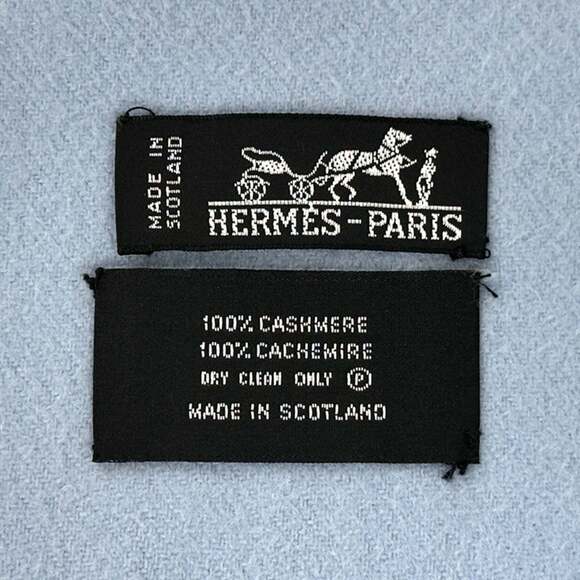 MADE IN
SCOTLAND
HERMÈS-PARIS
100% CASHMERE
100% CACHEMIRE
DRY CLEAN ONLY Ⓟ
MADE IN SCOTLAND